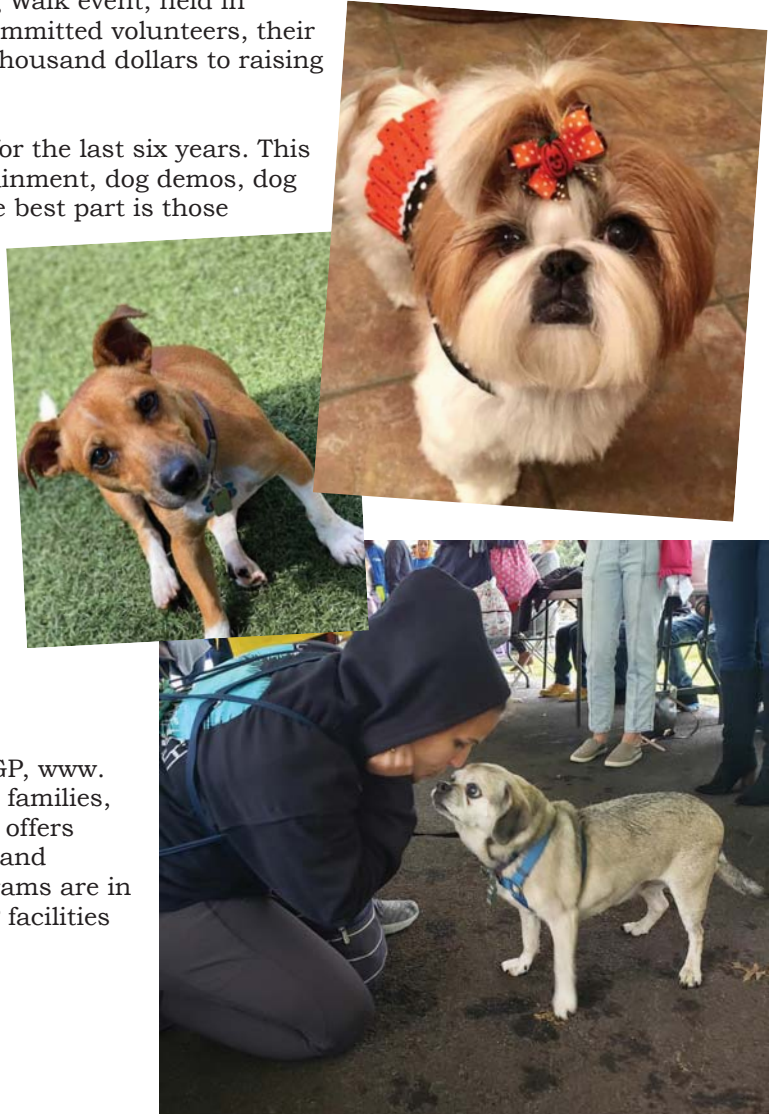 Walk event, held in
mmitted volunteers, their
housand dollars to raising
or the last six years. This
inment, dog demos, dog
best part is those
GP, www.
families,
offers
and
ams are in
facilities